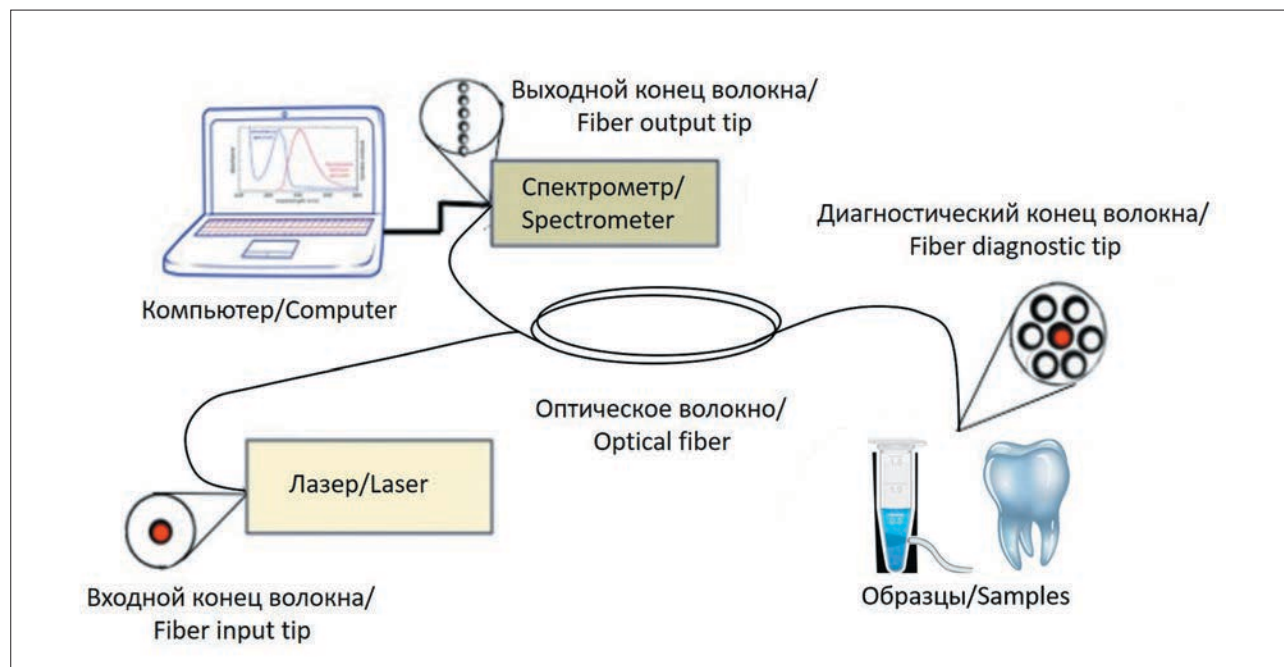 Выходной конец волокна/
Fiber output tip
Спектрометр/
Spectrometer
Диагностический конец волокна/
Fiber diagnostic tip
Компьютер/Computer
Оптическое волокно/
Optical fiber
Лазер/Laser
Входной конец волокна/
Fiber input tip
Образцы/Samples